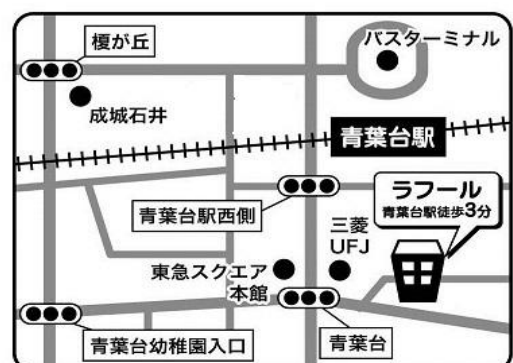 榎が丘
バスターミナル
成城石井
青葉台駅
ラフール
青葉台駅徒歩3分
青葉台駅西側
三菱
UFJ
東急スクエア
本館
青葉台幼稚園入口
青葉台